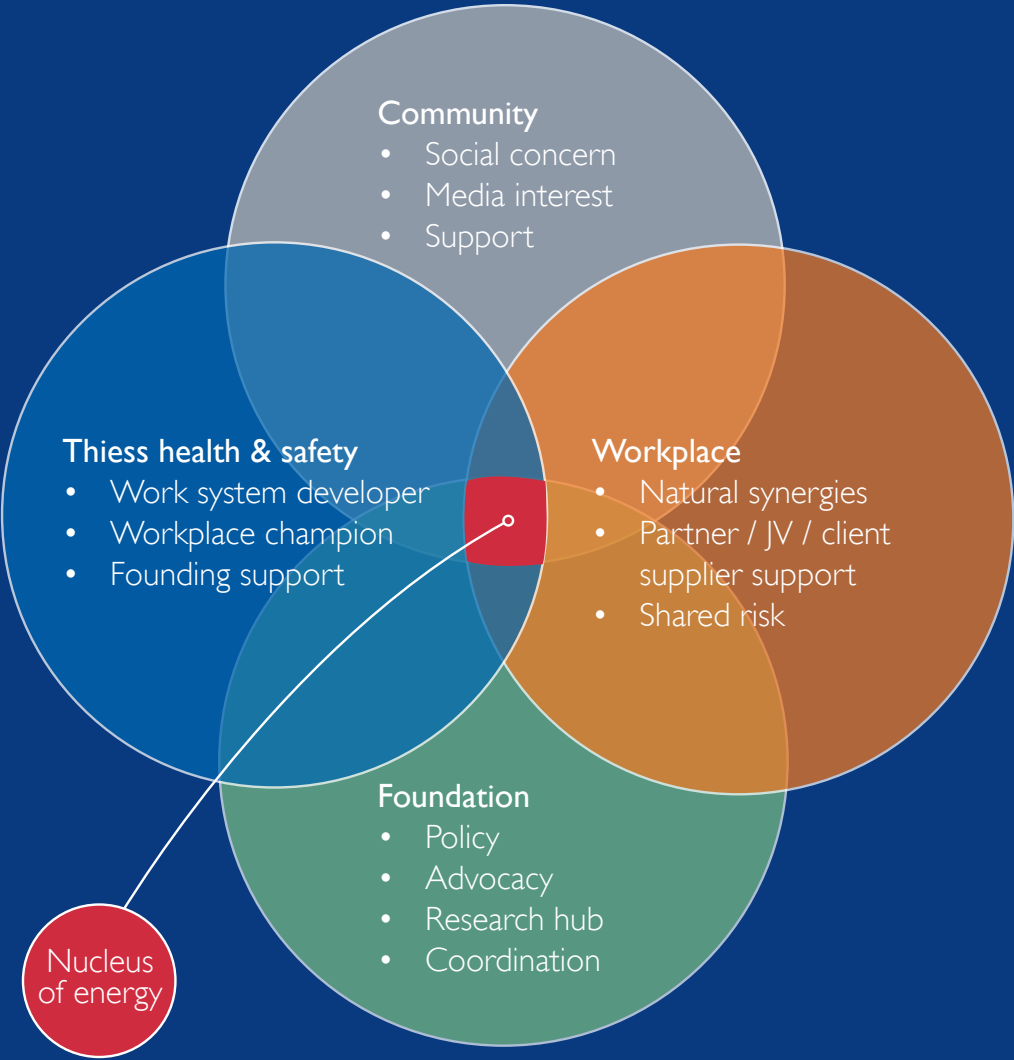 Community
• Social concern
• Media interest
• Support
Thiess health & safety
• Work system developer
• Workplace champion
• Founding support
Workplace
• Natural synergies
• Partner / JV / client
supplier support
• Shared risk
Foundation
• Policy
• Advocacy
• Research hub
• Coordination
Nucleus
of energy